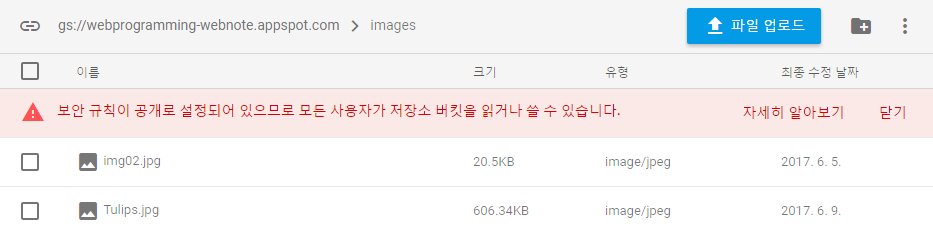 gs://webprogramming-webnote.appspot.com > images 파일 업로드
이름 크기 유형 최종 수정 날짜
보안 규칙이 공개로 설정되어 있으므로 모든 사용자가 저장소 버킷을 읽거나 쓸 수 있습니다. 자세히 알아보기 닫기
img02.jpg 20.5KB image/jpeg 2017. 6. 5.
Tulips.jpg 606.34KB image/jpeg 2017. 6. 9.